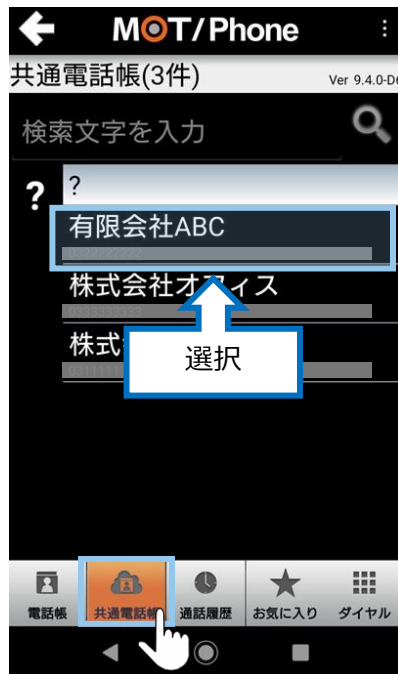 MOT/Phone
共通電話帳(3件)
Ver 9.4.0-D6
検索文字を入力
?
?
有限会社ABC
株式会社オフィス
株式
選択
電話帳
共通電話帳
通話履歴
お気に入り
ダイヤル